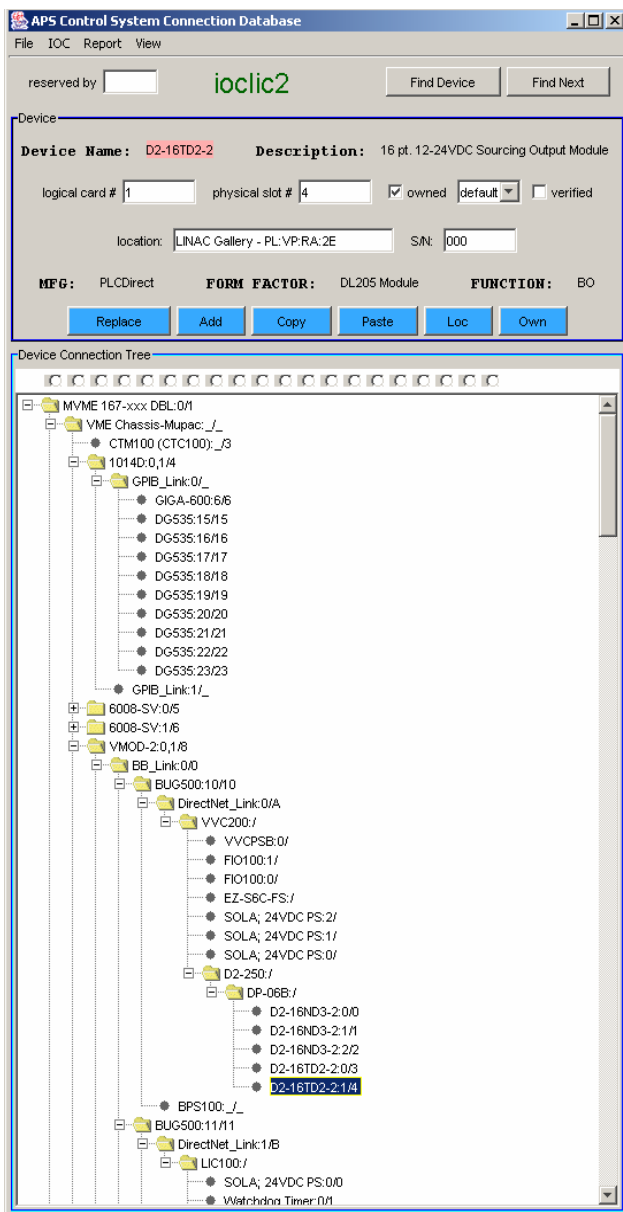 APS Control System Connection Database
File IOC Report View
reserved by ioclic2 Find Device Find Next
Device
Device Name: D2-16TD2-2 Description: 16 pt. 12-24VDC Sourcing Output Module
logical card # 1 physical slot # 4 owned default verified
location: LINAC Gallery - PL:VP:RA:2E S/N: 000
MFG: PLCDirect FORM FACTOR: DL205 Module FUNCTION: BO
Replace Add Copy Paste Loc Own
Device Connection Tree
MVME 167-xxx DBL:0/1
VME Chassis-Mupac:_/_
CTM100 (CTC100):_/3
1014D:0,1/4
GPIB_Link:0/_
GIGA-600:6/6
DG535:15/15
DG535:16/16
DG535:17/17
DG535:18/18
DG535:19/19
DG535:20/20
DG535:21/21
DG535:22/22
DG535:23/23
GPIB_Link:1/_
6008-SV:0/5
6008-SV:1/6
VMOD-2:0,1/8
BB_Link:0/0
BUG500:10/10
DirectNet_Link:0/A
VVC200:/
VVCPSB:0/
FIO100:1/
FIO100:0/
EZ-S6C-FS:/
SOLA; 24VDC PS:2/
SOLA; 24VDC PS:1/
SOLA; 24VDC PS:0/
D2-250:/
DP-06B:/
D2-16ND3-2:0/0
D2-16ND3-2:1/1
D2-16ND3-2:2/2
D2-16TD2-2:0/3
D2-16TD2-2:1/4
BPS100:_/_
BUG500:11/11
DirectNet_Link:1/B
LIC100:/
SOLA; 24VDC PS:0/0
Watchdog Timer:0/1